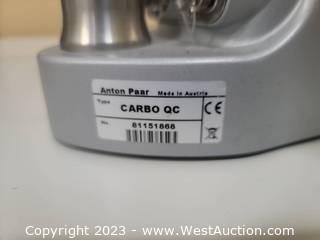 Anton Paar Made in Austria
Type CARBO QC
No. 81151868
CE
Copyright 2023 - www.WestAuction.com